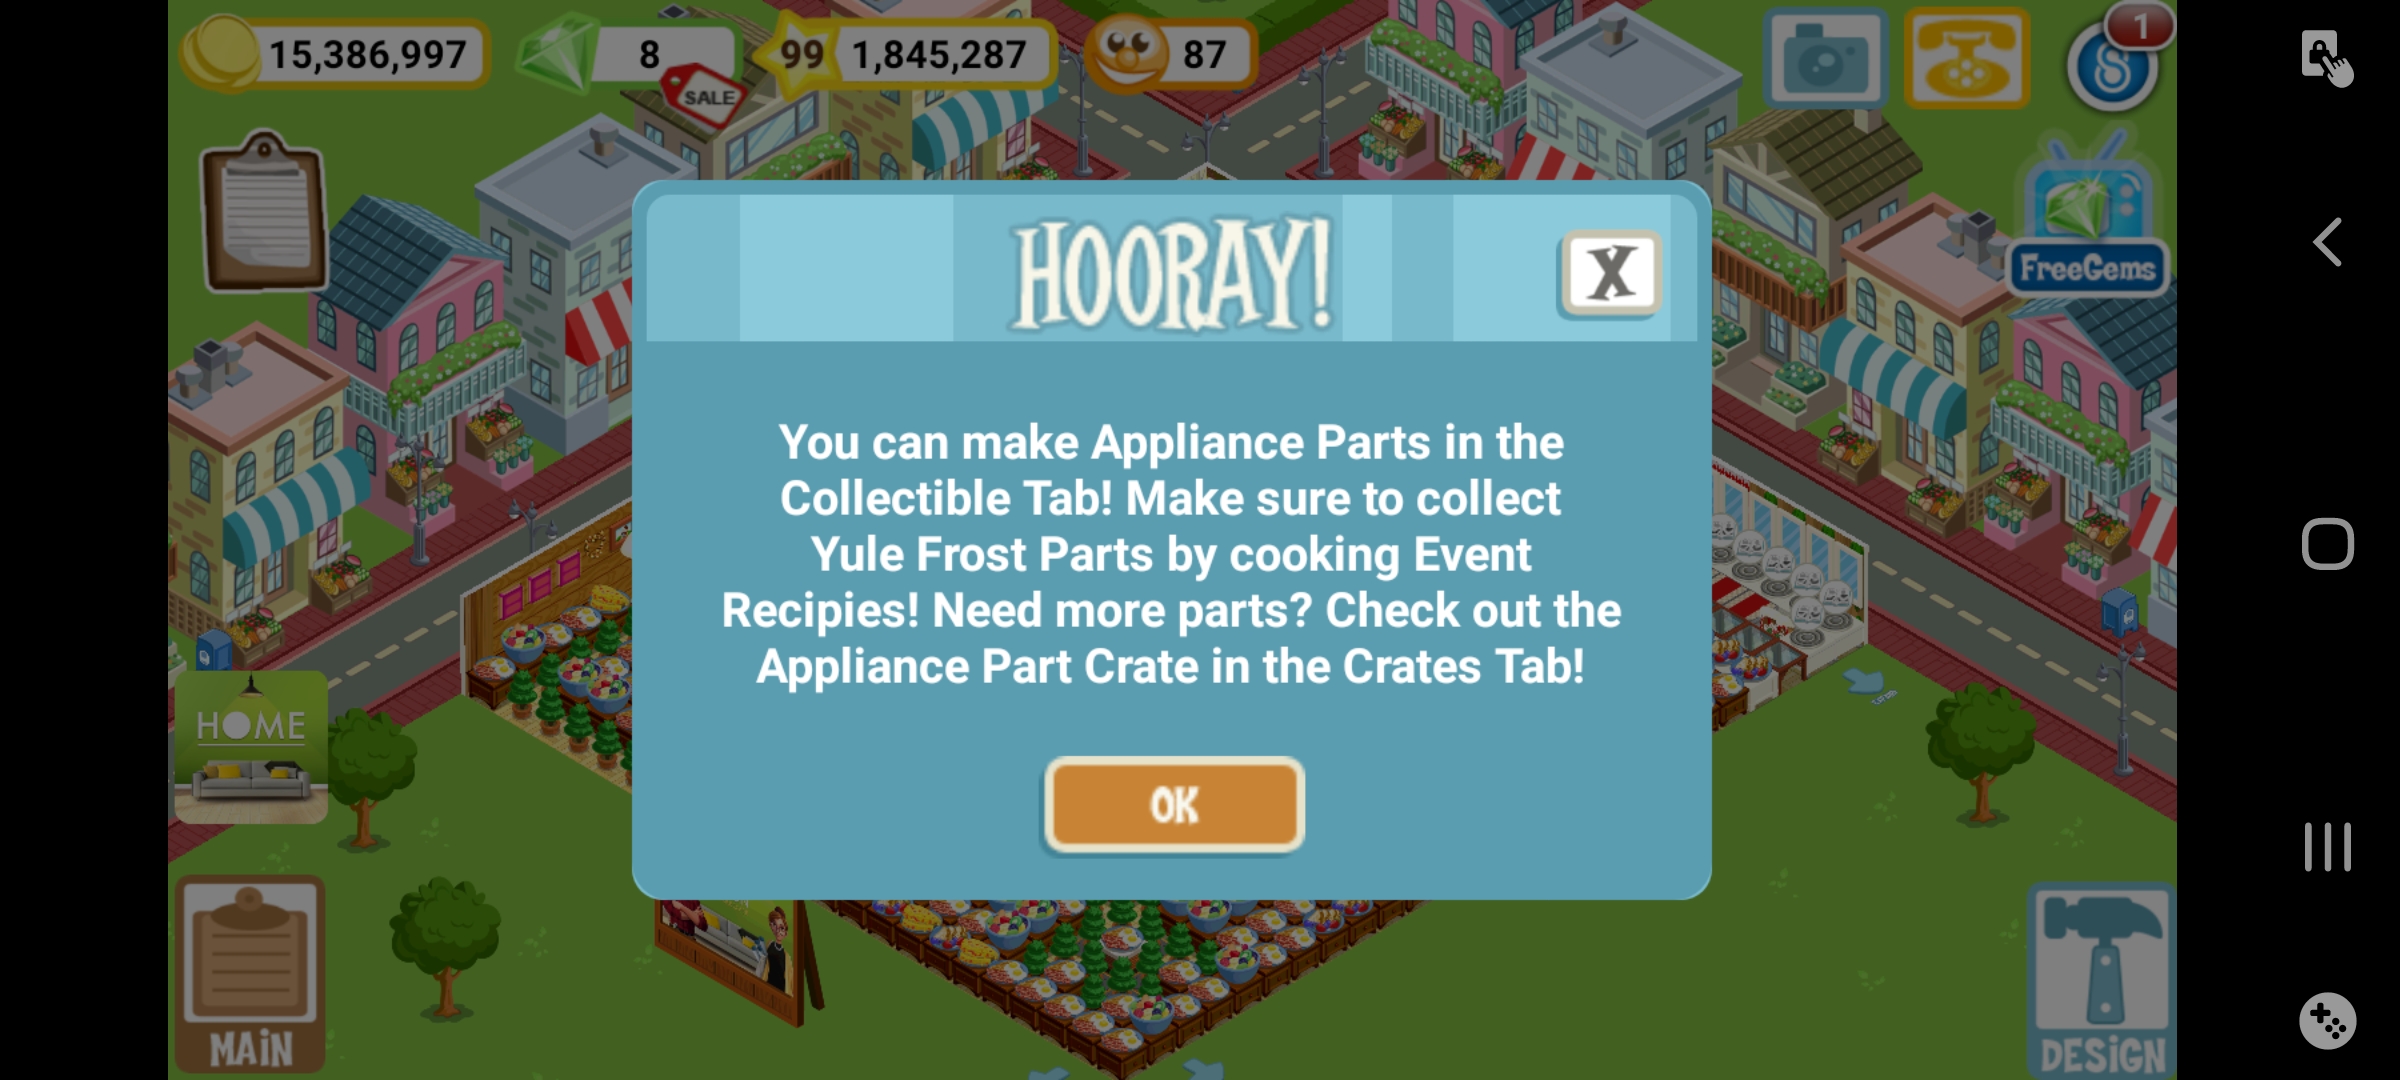 15,386,997
8
SALE
99
1,845,287
87
1
FreeGems
HOORAY!
X
You can make Appliance Parts in the
Collectible Tab! Make sure to collect
Yule Frost Parts by cooking Event
Recipies! Need more parts? Check out the
Appliance Part Crate in the Crates Tab!
OK
HOME
MAiN
DESiGN